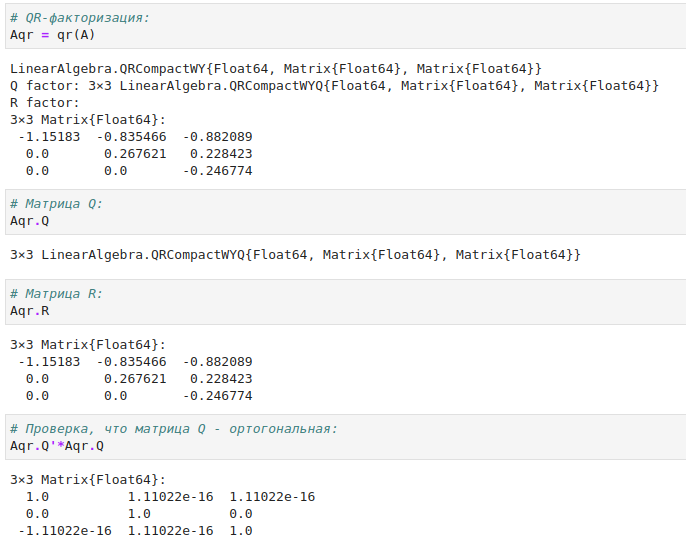 # QR-факторизация:
Aqr = qr(A)
LinearAlgebra.QRCompactWY{Float64, Matrix{Float64}, Matrix{Float64}}
Q factor: 3×3 LinearAlgebra.QRCompactWYQ{Float64, Matrix{Float64}, Matrix{Float64}}
R factor:
3×3 Matrix{Float64}:
 -1.15183  -0.835466  -0.882089
  0.0       0.267621   0.228423
  0.0       0.0       -0.246774
# Матрица Q:
Aqr.Q
3×3 LinearAlgebra.QRCompactWYQ{Float64, Matrix{Float64}, Matrix{Float64}}
# Матрица R:
Aqr.R
3×3 Matrix{Float64}:
 -1.15183  -0.835466  -0.882089
  0.0       0.267621   0.228423
  0.0       0.0       -0.246774
# Проверка, что матрица Q - ортогональная:
Aqr.Q'*Aqr.Q
3×3 Matrix{Float64}:
  1.0          1.11022e-16  1.11022e-16
  0.0          1.0          0.0
 -1.11022e-16  1.11022e-16  1.0